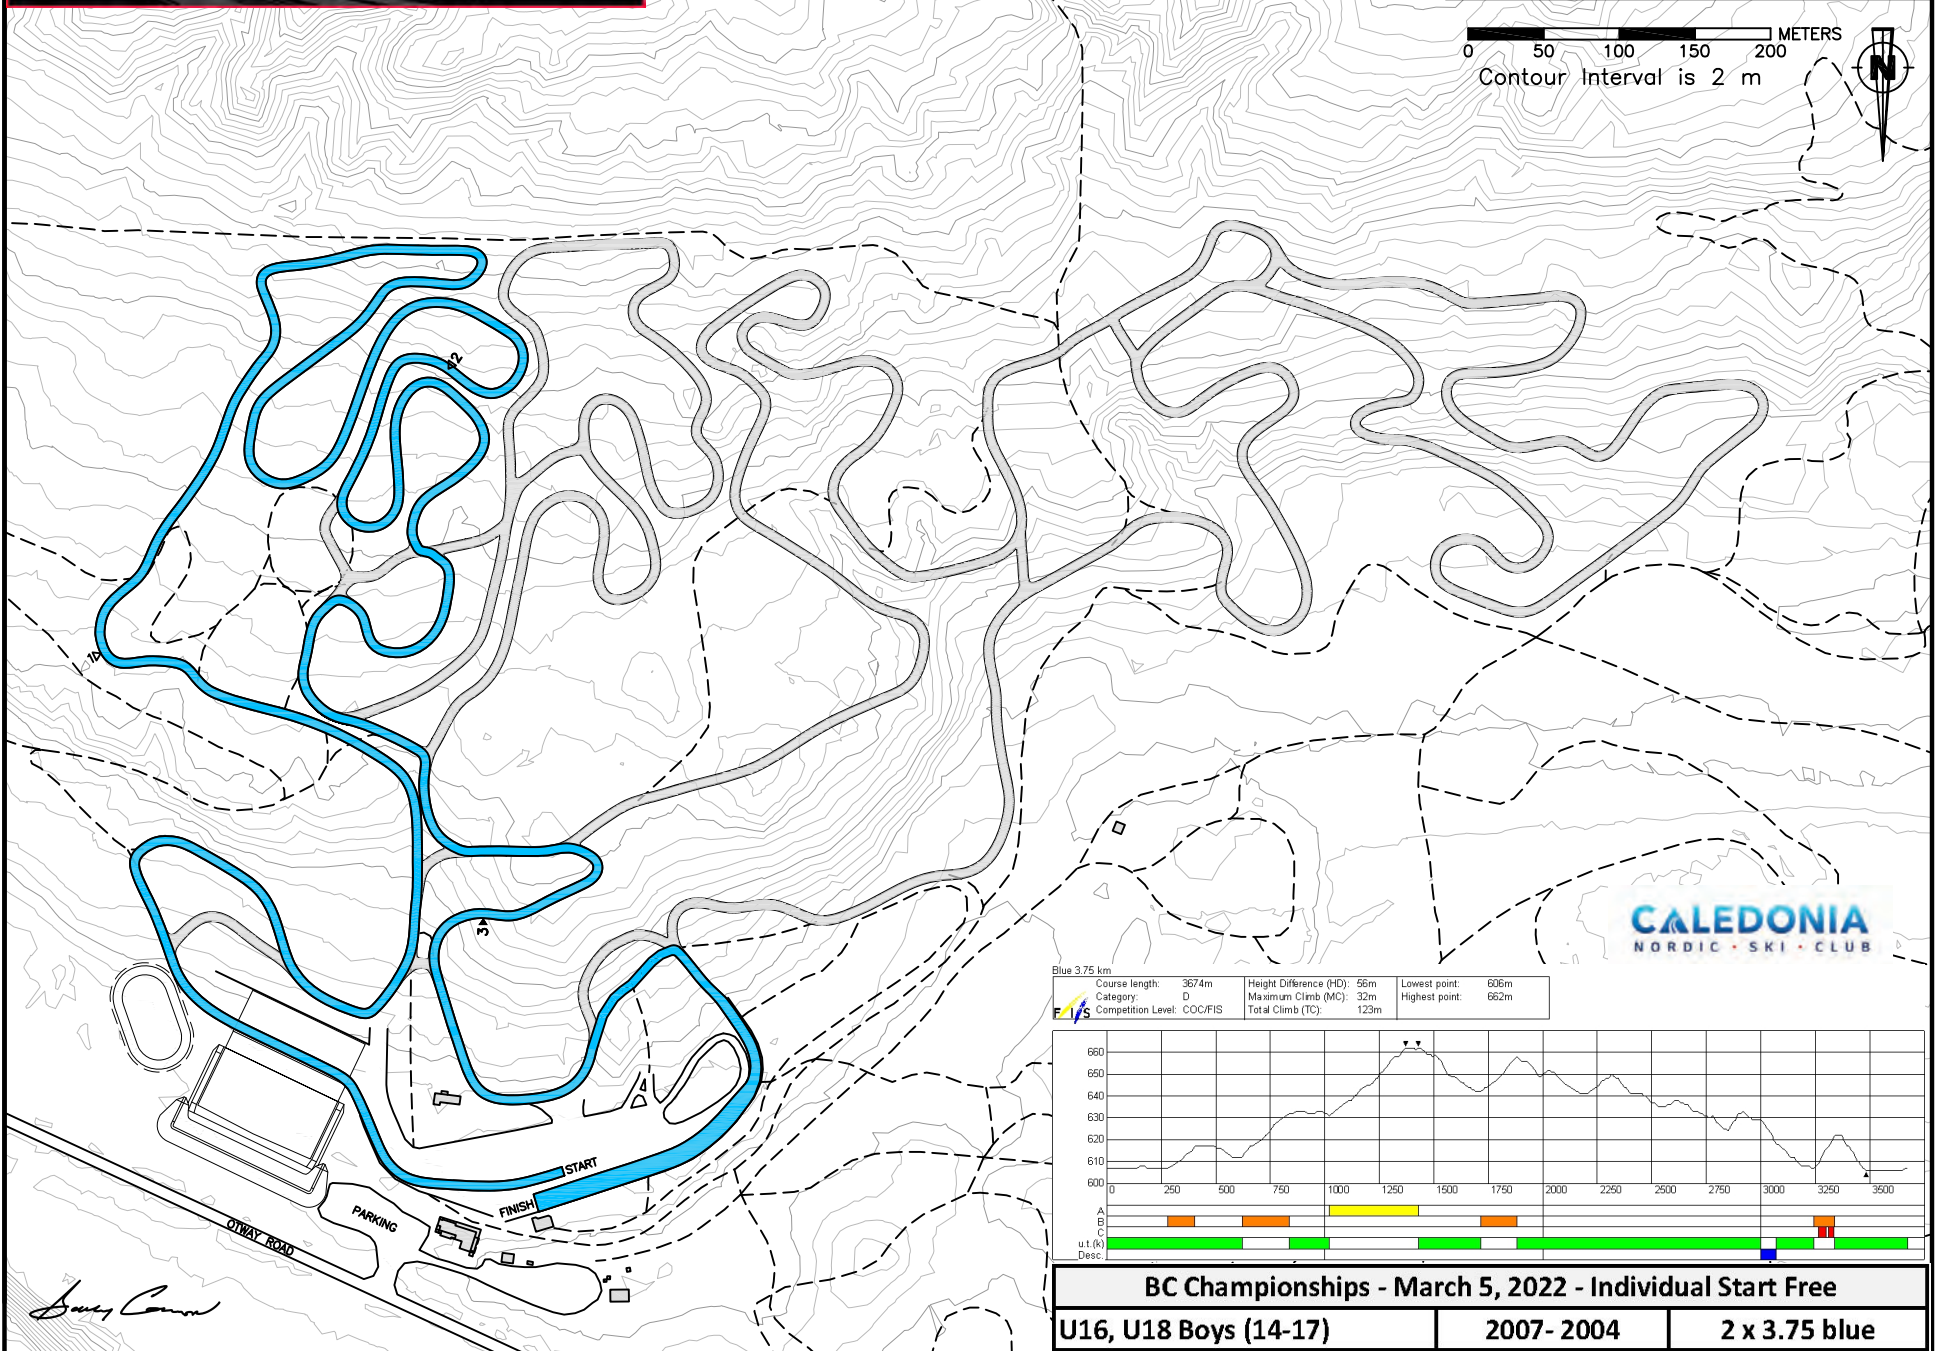 0 50 100 150 200 METERS
Contour Interval is 2 m
N
2
1
3
START
FINISH
PARKING
OTWAY ROAD
CALEDONIA
NORDIC • SKI • CLUB
Blue 3.75 km
Course length: 3674m Height Difference (HD): 56m Lowest point: 606m
Category: D Maximum Climb (MC): 32m Highest point: 662m
FIS Competition Level: COC/FIS Total Climb (TC): 123m
660
650
640
630
620
610
600
0 250 500 750 1000 1250 1500 1750 2000 2250 2500 2750 3000 3250 3500
A
B
C
u.t.(k)
Desc.
BC Championships - March 5, 2022 - Individual Start Free
U16, U18 Boys (14-17) 2007- 2004 2 x 3.75 blue